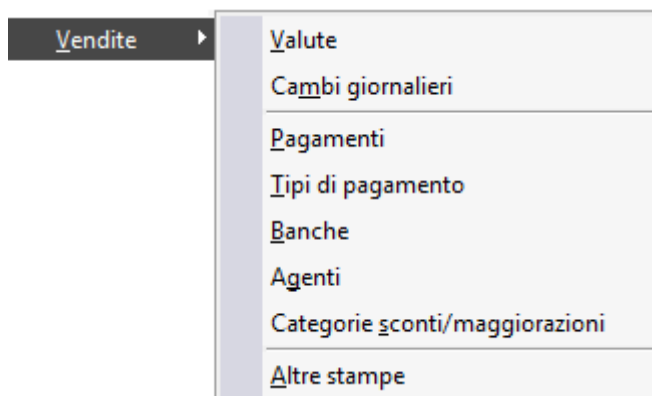 Vendite
Valute
Cambi giornalieri
Pagamenti
Tipi di pagamento
Banche
Agenti
Categorie sconti/maggiorazioni
Altre stampe